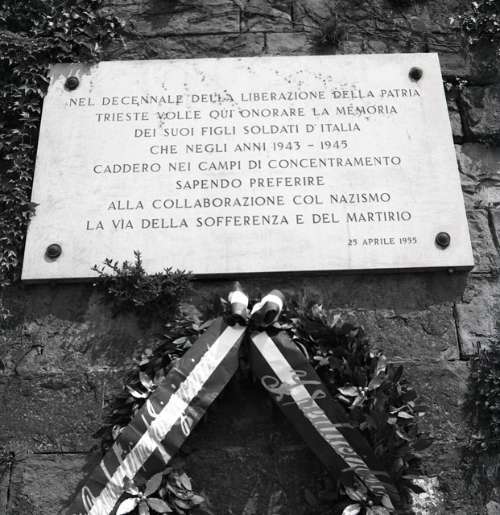 NEL DECENNALE DELLA LIBERAZIONE DELLA PATRIA
TRIESTE VOLLE QUI ONORARE LA MEMORIA
DEI SUOI FIGLI SOLDATI D'ITALIA
CHE NEGLI ANNI 1943 - 1945
CADDERO NEI CAMPI DI CONCENTRAMENTO
SAPENDO PREFERIRE
ALLA COLLABORAZIONE COL NAZISMO
LA VIA DELLA SOFFERENZA E DEL MARTIRIO
25 APRILE 1955